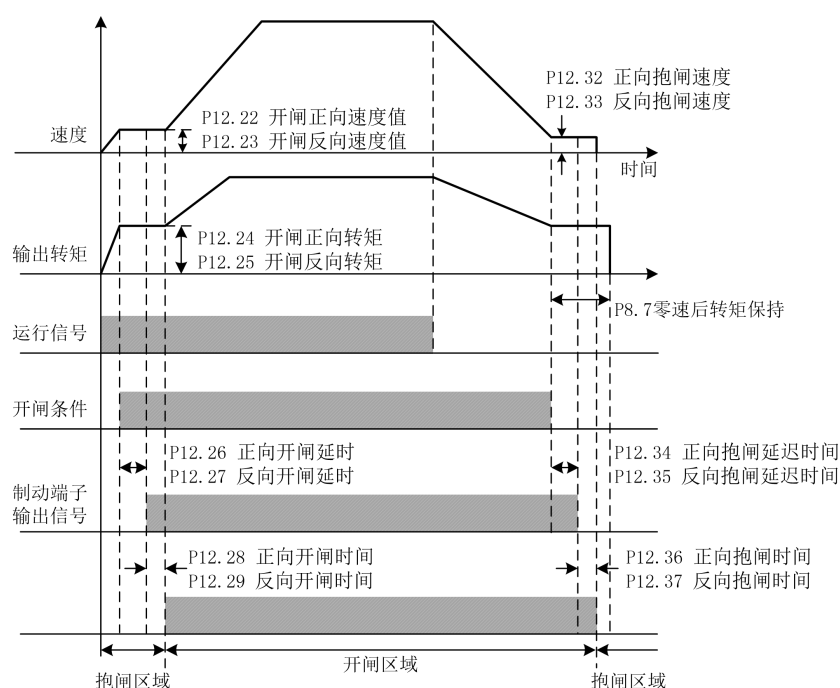 P12.32 正向抱闸速度
P12.33 反向抱闸速度
P12.22 开闸正向速度值
P12.23 开闸反向速度值
速度
时间
P12.24 开闸正向转矩
P12.25 开闸反向转矩
输出转矩
P8.7零速后转矩保持
运行信号
开闸条件
P12.26 正向开闸延时
P12.27 反向开闸延时
P12.34 正向抱闸延迟时间
P12.35 反向抱闸延迟时间
制动端子
输出信号
P12.28 正向开闸时间
P12.29 反向开闸时间
P12.36 正向抱闸时间
P12.37 反向抱闸时间
开闸区域
抱闸区域
抱闸区域